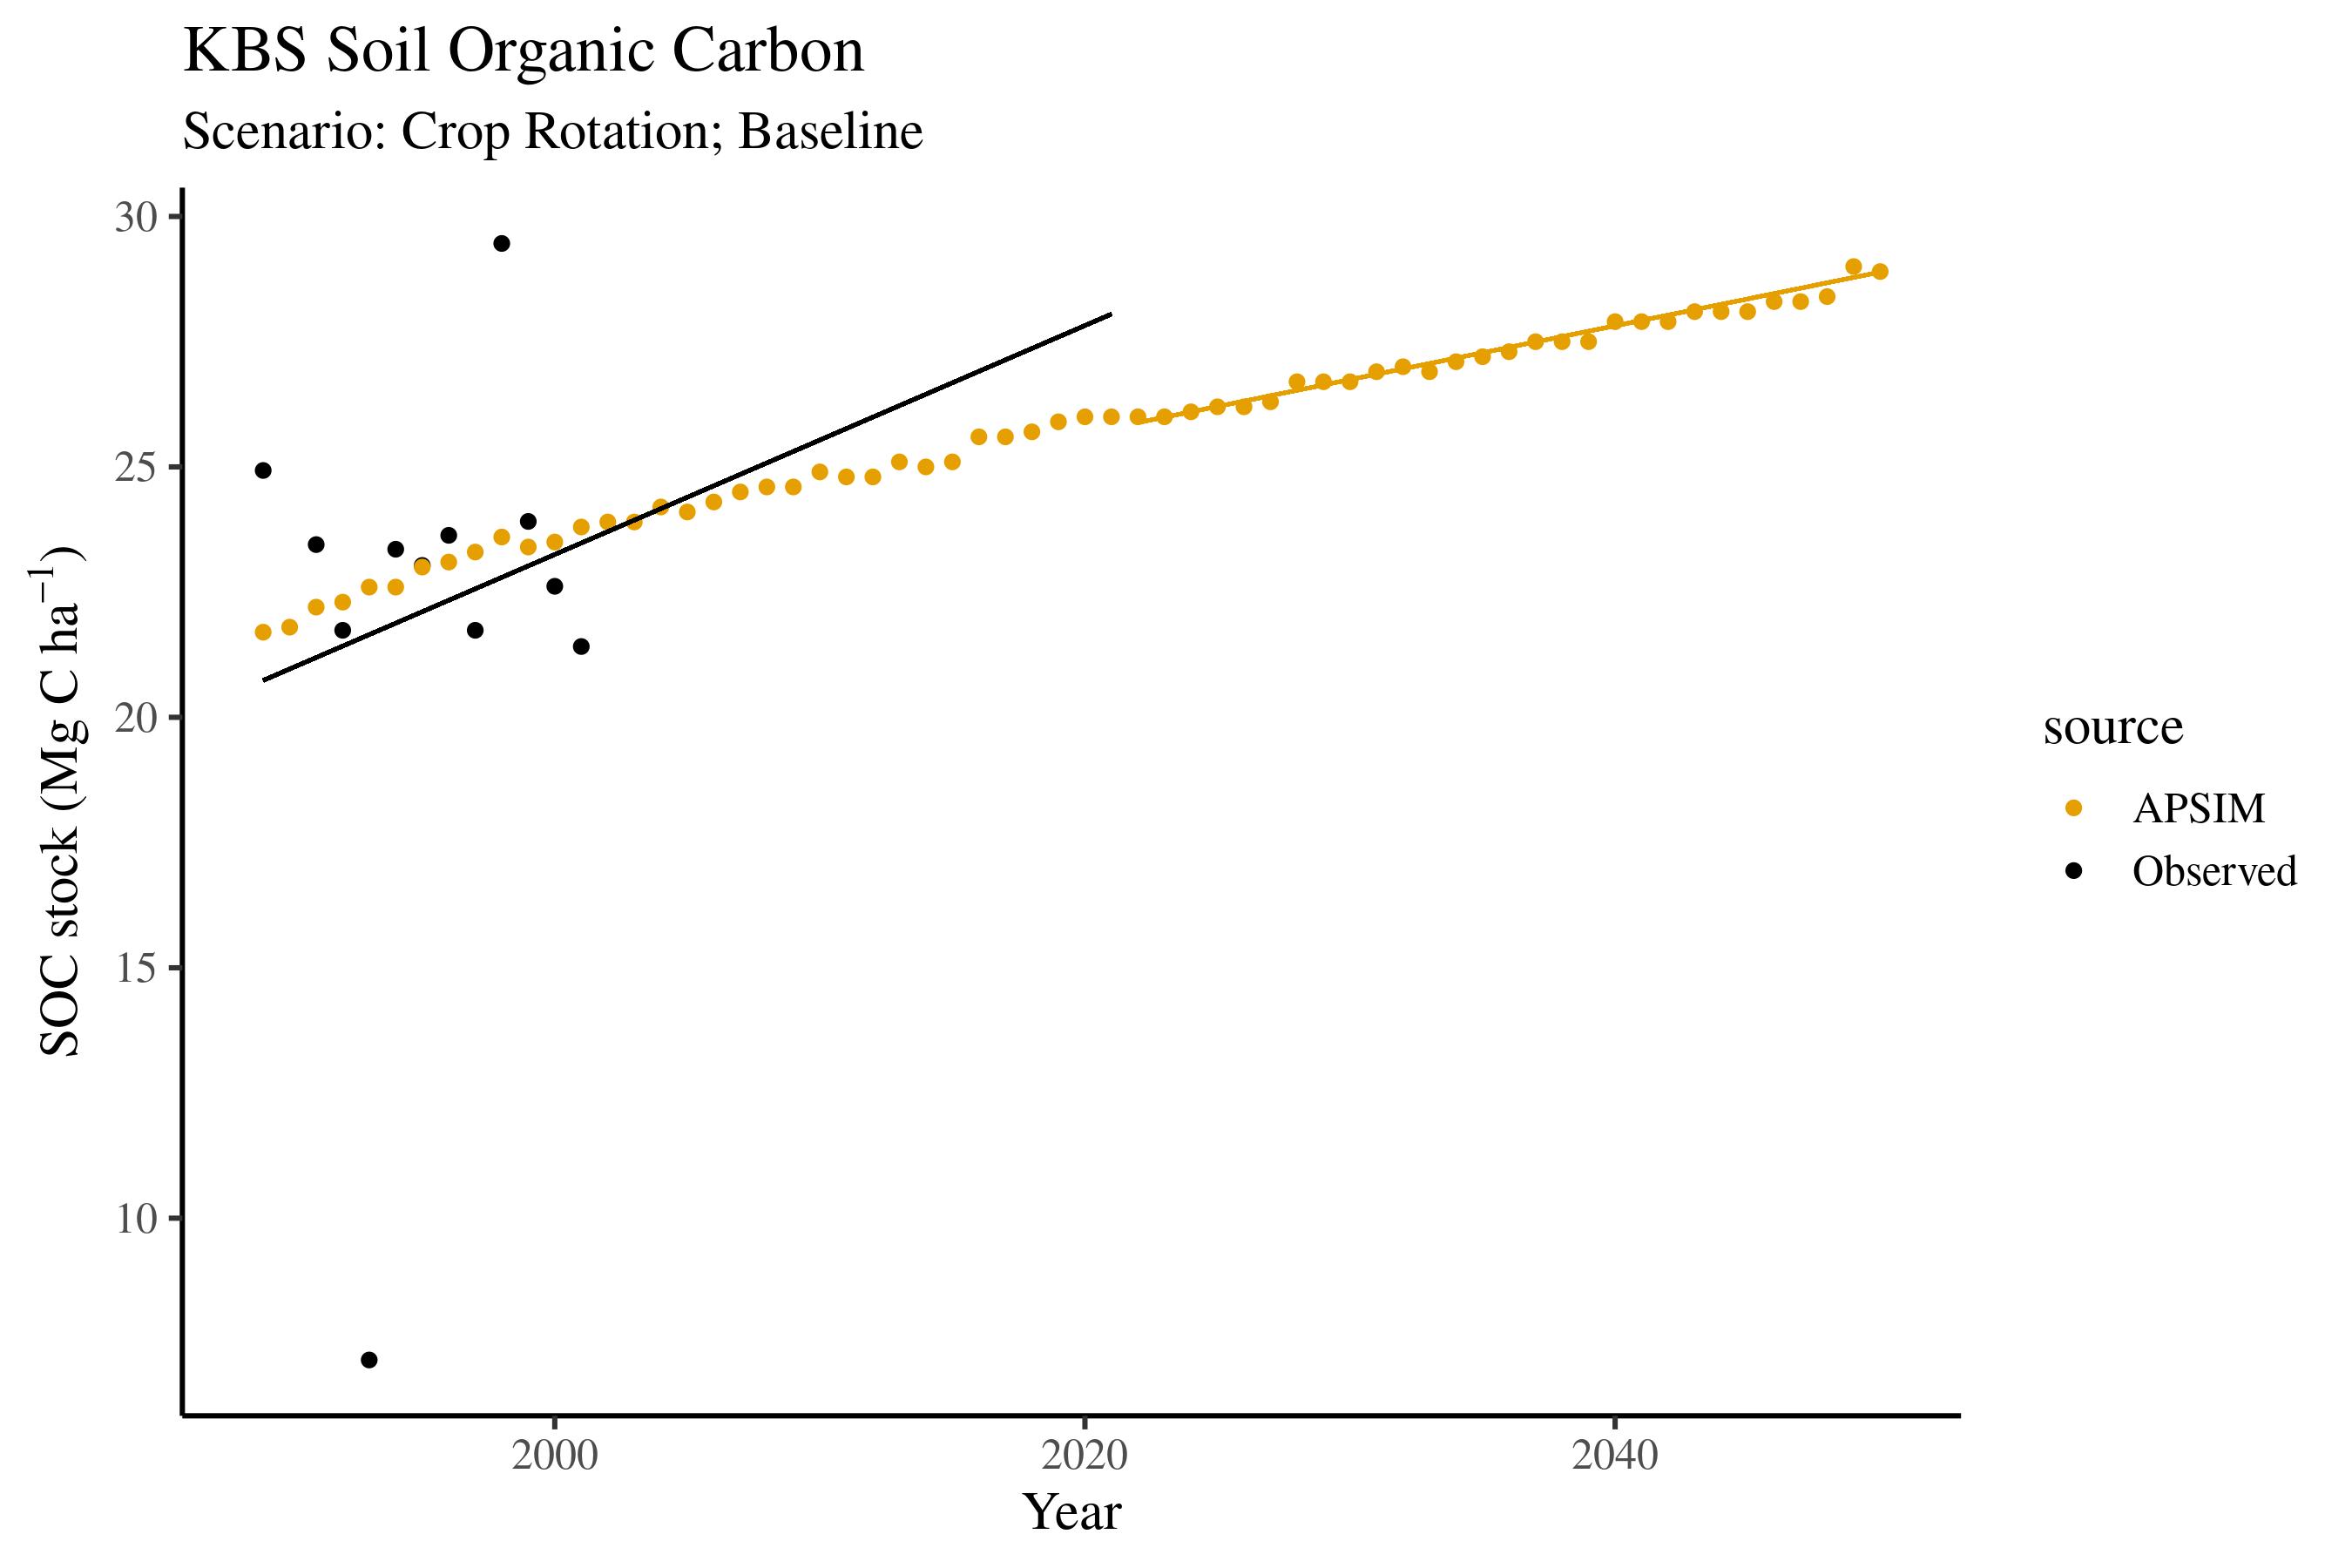 KBS Soil Organic Carbon
Scenario: Crop Rotation; Baseline
SOC stock (Mg C ha⁻¹)
30
25
20
15
10
2000
2020
2040
Year
source
APSIM
Observed